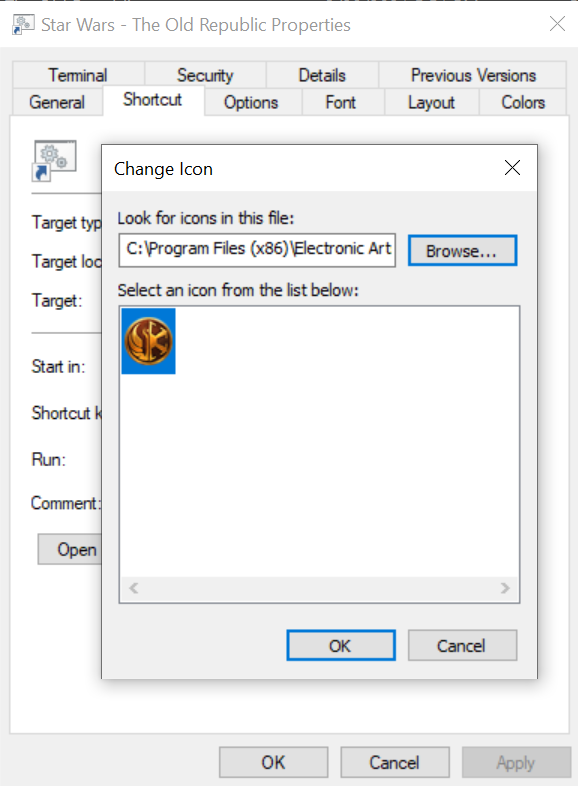 Star Wars - The Old Republic Properties
Terminal Security Details Previous Versions
General Shortcut Options Font Layout Colors
Change Icon
Look for icons in this file:
C:\Program Files (x86)\Electronic Art
Browse...
Select an icon from the list below:
Target typ
Target loc
Target:
Start in:
Shortcut k
Run:
Comment:
Open
OK Cancel
OK Cancel Apply